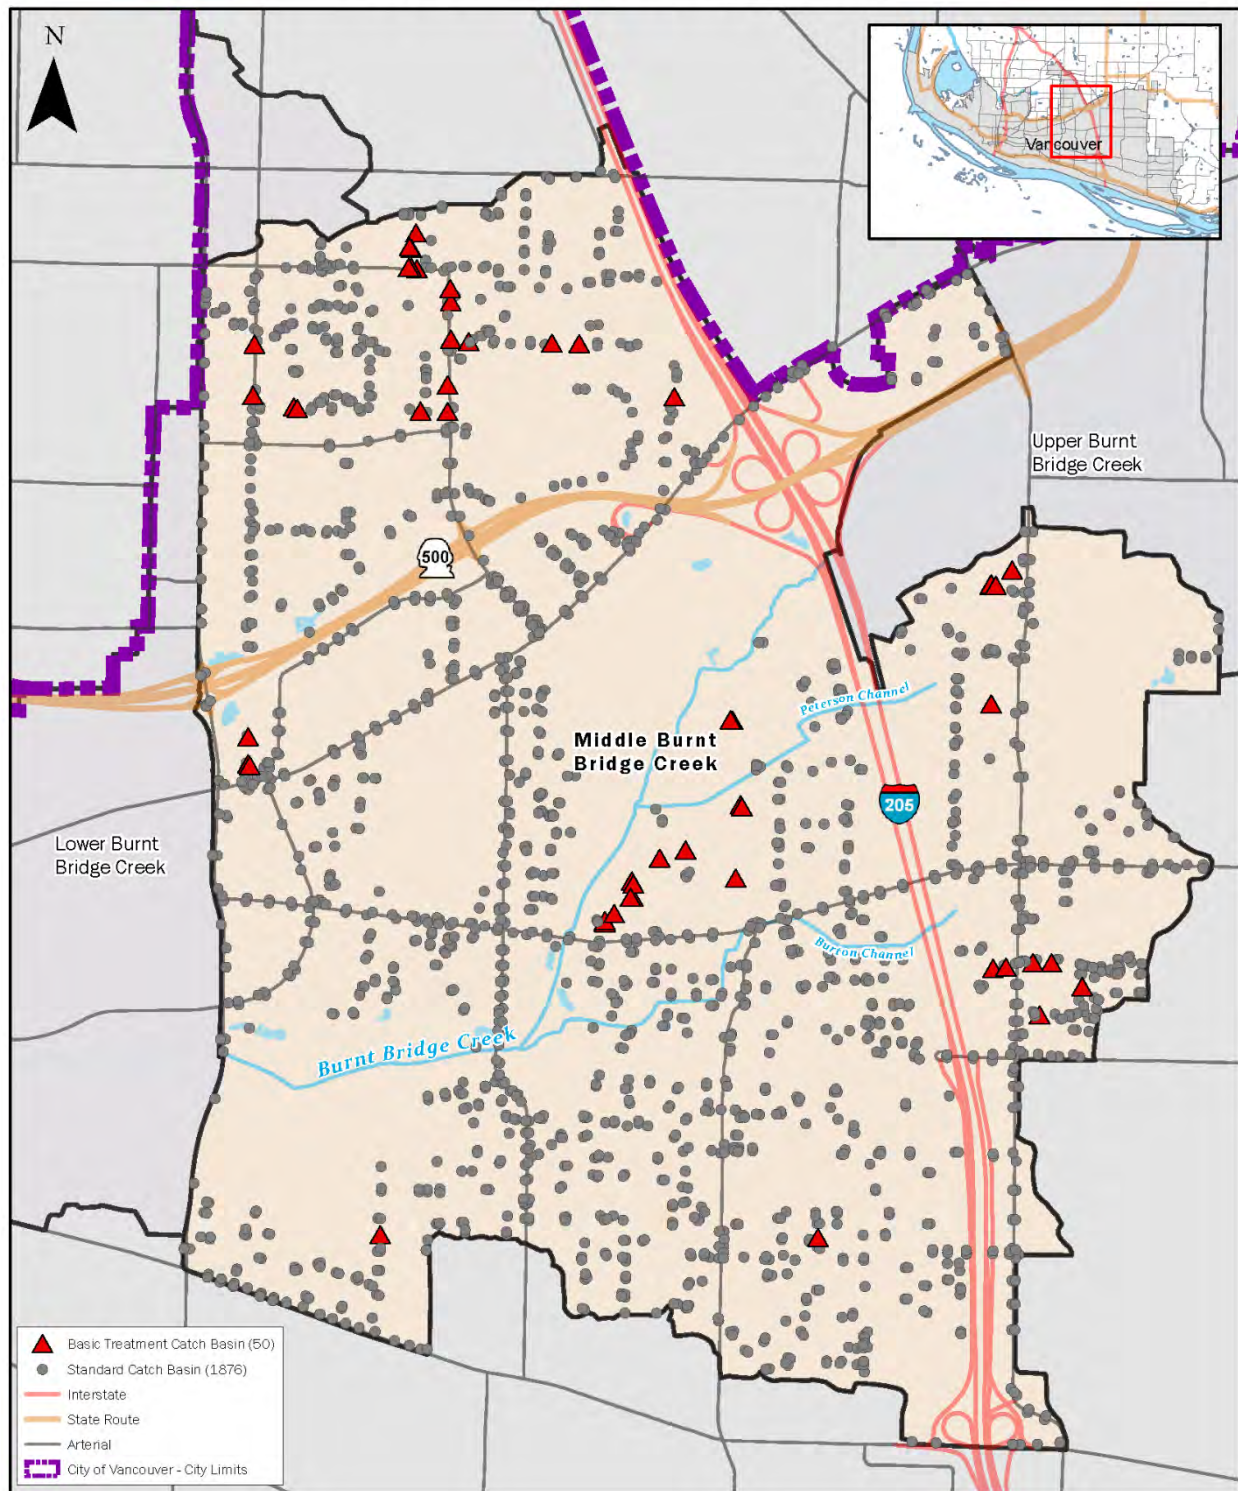 N
Vancouver
Upper Burnt
Bridge Creek
500
Peterson Channel
Middle Burnt
Bridge Creek
205
Lower Burnt
Bridge Creek
Burton Channel
Burnt Bridge Creek
Basic Treatment Catch Basin (50)
Standard Catch Basin (1876)
Interstate
State Route
Arterial
City of Vancouver - City Limits